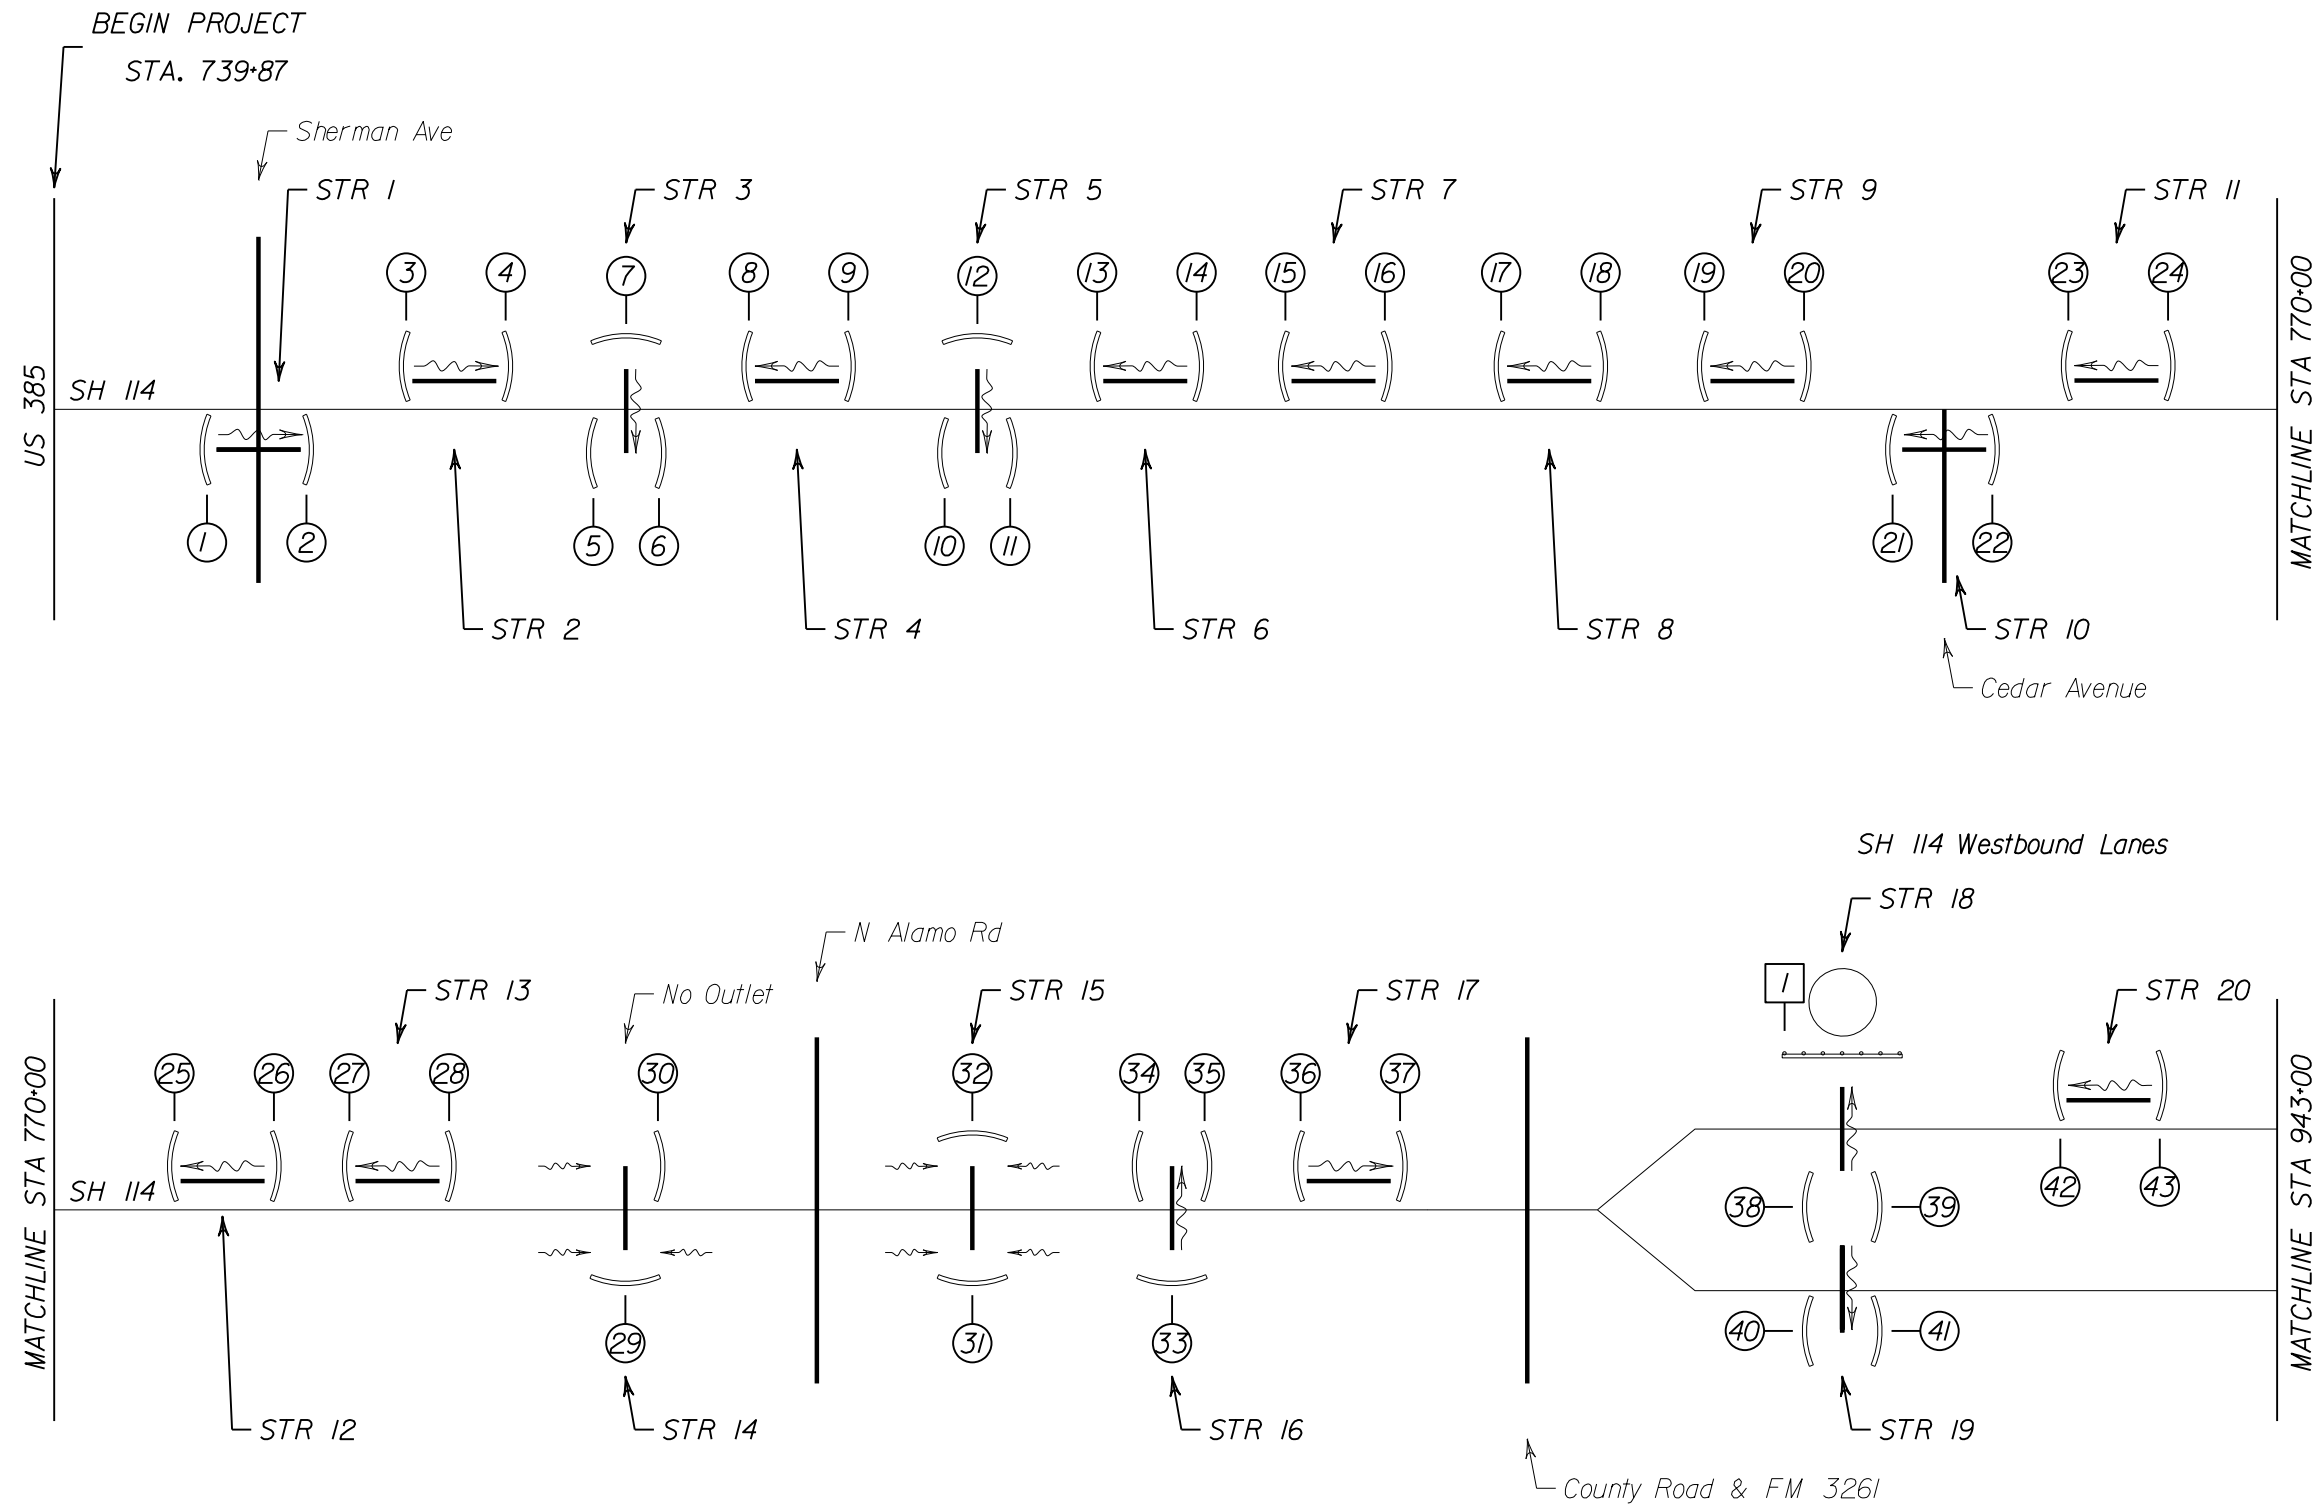 BEGIN PROJECT
STA. 739+87
Sherman Ave
STR 1
STR 3
STR 5
STR 7
STR 9
STR 11
3
4
7
8
9
12
13
14
15
16
17
18
19
20
23
24
US 385
SH 114
MATCHLINE STA 770+00
1
2
5
6
10
11
21
22
STR 2
STR 4
STR 6
STR 8
STR 10
Cedar Avenue
SH 114 Westbound Lanes
STR 18
N Alamo Rd
STR 13
No Outlet
STR 15
STR 17
1
STR 20
25
26
27
28
30
32
34
35
36
37
MATCHLINE STA 770+00
SH 114
38
39
42
43
MATCHLINE STA 943+00
29
31
33
40
41
STR 12
STR 14
STR 16
STR 19
County Road & FM 3261